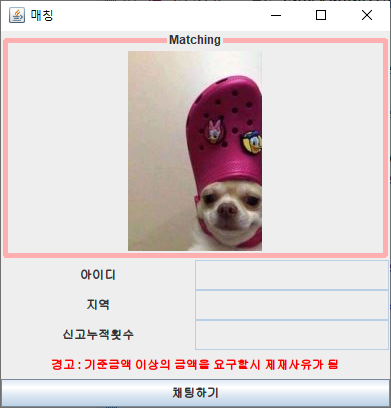 매칭
Matching
아이디
지역
신고누적횟수
경고 : 기준금액 이상의 금액을 요구할시 제재사유가 됨
채팅하기